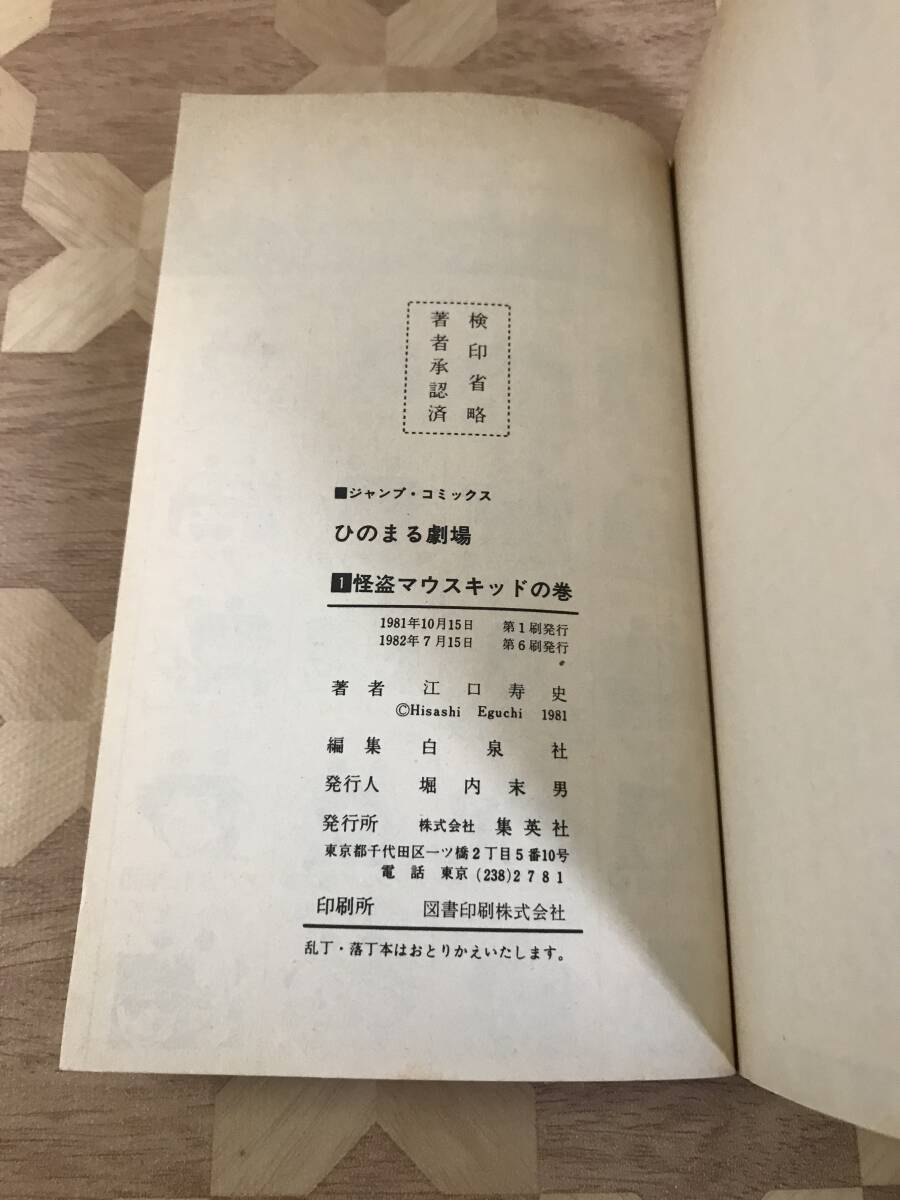 検印省略
著者承認済
■ジャンプ・コミックス
ひのまる劇場
1怪盗マウスキッドの巻
1981年10月15日 第1刷発行
1982年7月15日 第6刷発行
著者 江口寿史
©Hisashi Eguchi 1981
編集 白泉社
発行人 堀内末男
発行所 株式会社 集英社
東京都千代田区一ツ橋2丁目5番10号
電話 東京(238)2781
印刷所 図書印刷株式会社
乱丁・落丁本はおとりかえいたします。